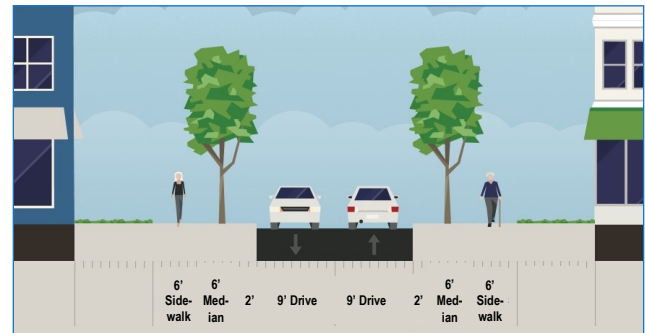 6' 6' 6' 6'
Side- Med- 2' 9' Drive 9' Drive 2' Med- Side-
walk ian ian walk